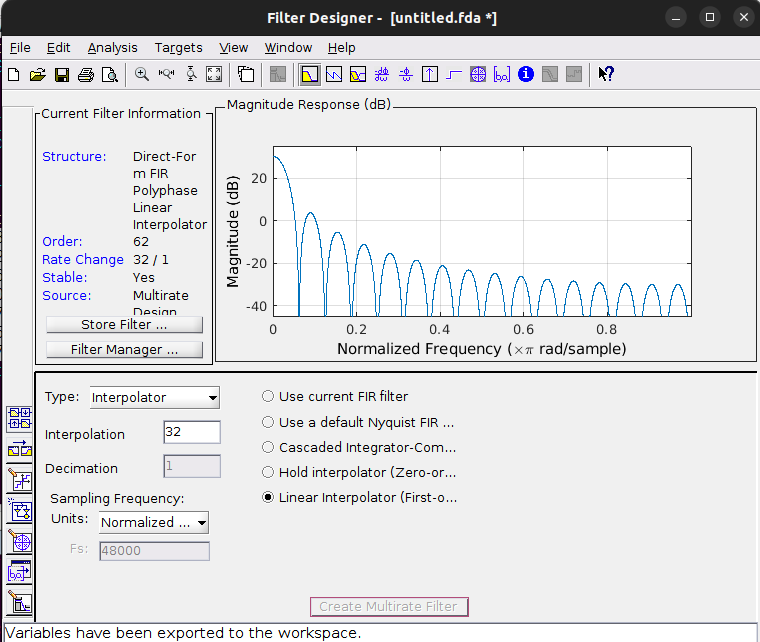 Filter Designer - [untitled.fda *]
File Edit Analysis Targets View Window Help
Current Filter Information
Structure: Direct-For
m FIR
Polyphase
Linear
Interpolator
Order: 62
Rate Change 32 / 1
Stable: Yes
Source: Multirate
Design
Store Filter ...
Filter Manager ...
Magnitude Response (dB)
Magnitude (dB)
20
0
-20
-40
0 0.2 0.4 0.6 0.8
Normalized Frequency (×π rad/sample)
Type: Interpolator
Interpolation 32
Decimation 1
Sampling Frequency:
Units: Normalized ...
Fs: 48000
Use current FIR filter
Use a default Nyquist FIR ...
Cascaded Integrator-Com...
Hold interpolator (Zero-or...
Linear Interpolator (First-o...
Create Multirate Filter
Variables have been exported to the workspace.